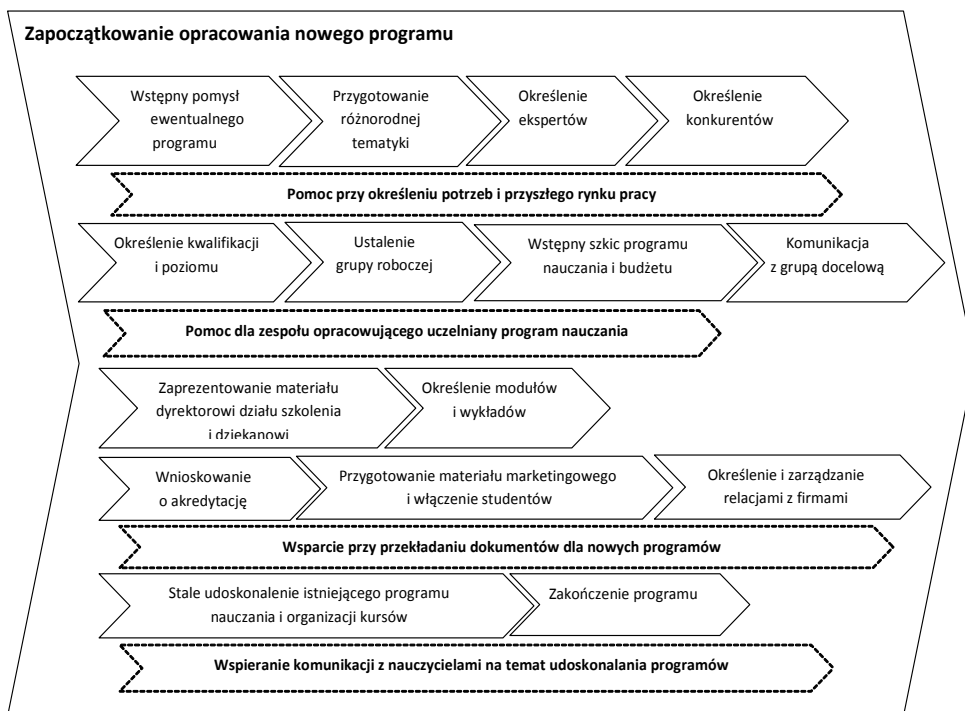 Zapoczątkowanie opracowania nowego programu
Wstępny pomysł
ewentualnego
programu
Przygotowanie
różnorodnej
tematyki
Określenie
ekspertów
Określenie
konkurentów
Pomoc przy określeniu potrzeb i przyszłego rynku pracy
Określenie kwalifikacji
i poziomu
Ustalenie
grupy roboczej
Wstępny szkic programu
nauczania i budżetu
Komunikacja
z grupą docelową
Pomoc dla zespołu opracowującego uczelniany program nauczania
Zaprezentowanie materiału
dyrektorowi działu szkolenia
i dziekanowi
Określenie modułów
i wykładów
Wnioskowanie
o akredytację
Przygotowanie materiału marketingowego
i włączenie studentów
Określenie i zarządzanie
relacjami z firmami
Wsparcie przy przekładaniu dokumentów dla nowych programów
Stale udoskonalenie istniejącego programu
nauczania i organizacji kursów
Zakończenie programu
Wspieranie komunikacji z nauczycielami na temat udoskonalania programów